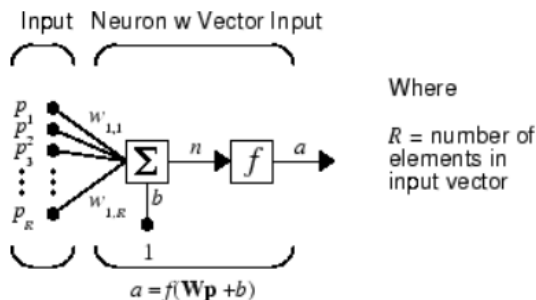 Input Neuron w Vector Input
Where
R = number of
elements in
input vector
p1
p2
p3
pR
w1,1
w1,R
Σ n f a
b
1
a = f(Wp +b)